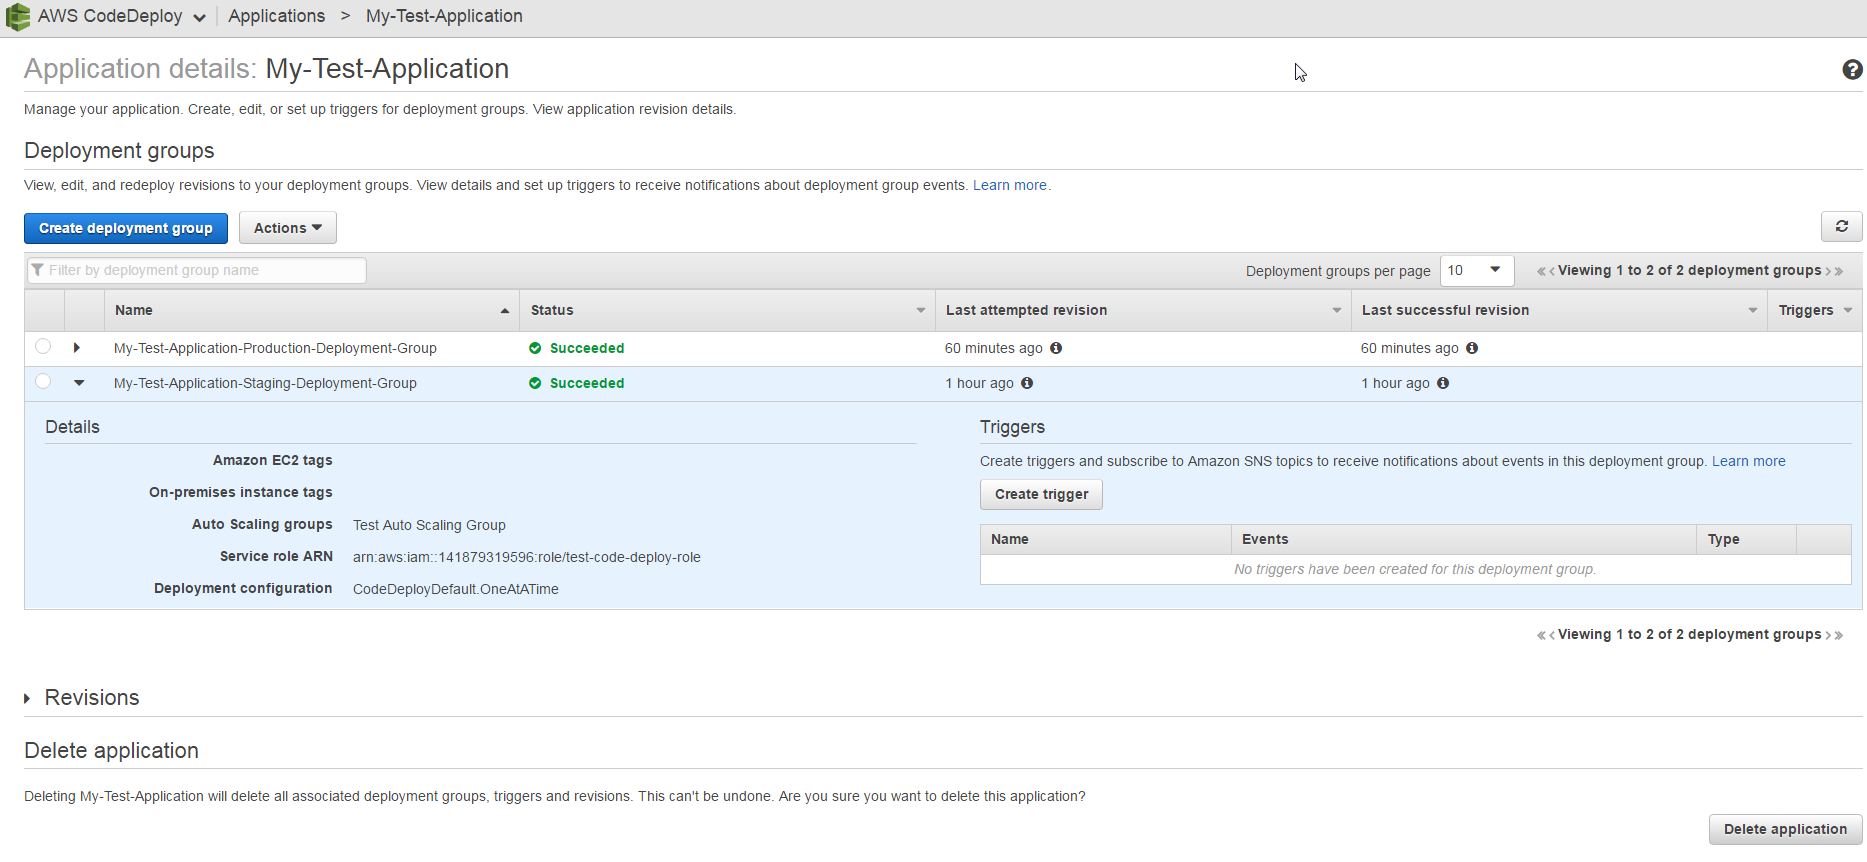 AWS CodeDeploy Applications > My-Test-Application
Application details: My-Test-Application
Manage your application. Create, edit, or set up triggers for deployment groups. View application revision details.
Deployment groups
View, edit, and redeploy revisions to your deployment groups. View details and set up triggers to receive notifications about deployment group events. Learn more.
Create deployment group Actions
Filter by deployment group name Deployment groups per page 10 «‹ Viewing 1 to 2 of 2 deployment groups ›»
Name Status Last attempted revision Last successful revision Triggers
My-Test-Application-Production-Deployment-Group Succeeded 60 minutes ago 60 minutes ago
My-Test-Application-Staging-Deployment-Group Succeeded 1 hour ago 1 hour ago
Details
Amazon EC2 tags
On-premises instance tags
Auto Scaling groups Test Auto Scaling Group
Service role ARN arn:aws:iam::141879319596:role/test-code-deploy-role
Deployment configuration CodeDeployDefault.OneAtATime
Triggers
Create triggers and subscribe to Amazon SNS topics to receive notifications about events in this deployment group. Learn more
Create trigger
Name Events Type
No triggers have been created for this deployment group.
«‹ Viewing 1 to 2 of 2 deployment groups ›»
Revisions
Delete application
Deleting My-Test-Application will delete all associated deployment groups, triggers and revisions. This can't be undone. Are you sure you want to delete this application?
Delete application